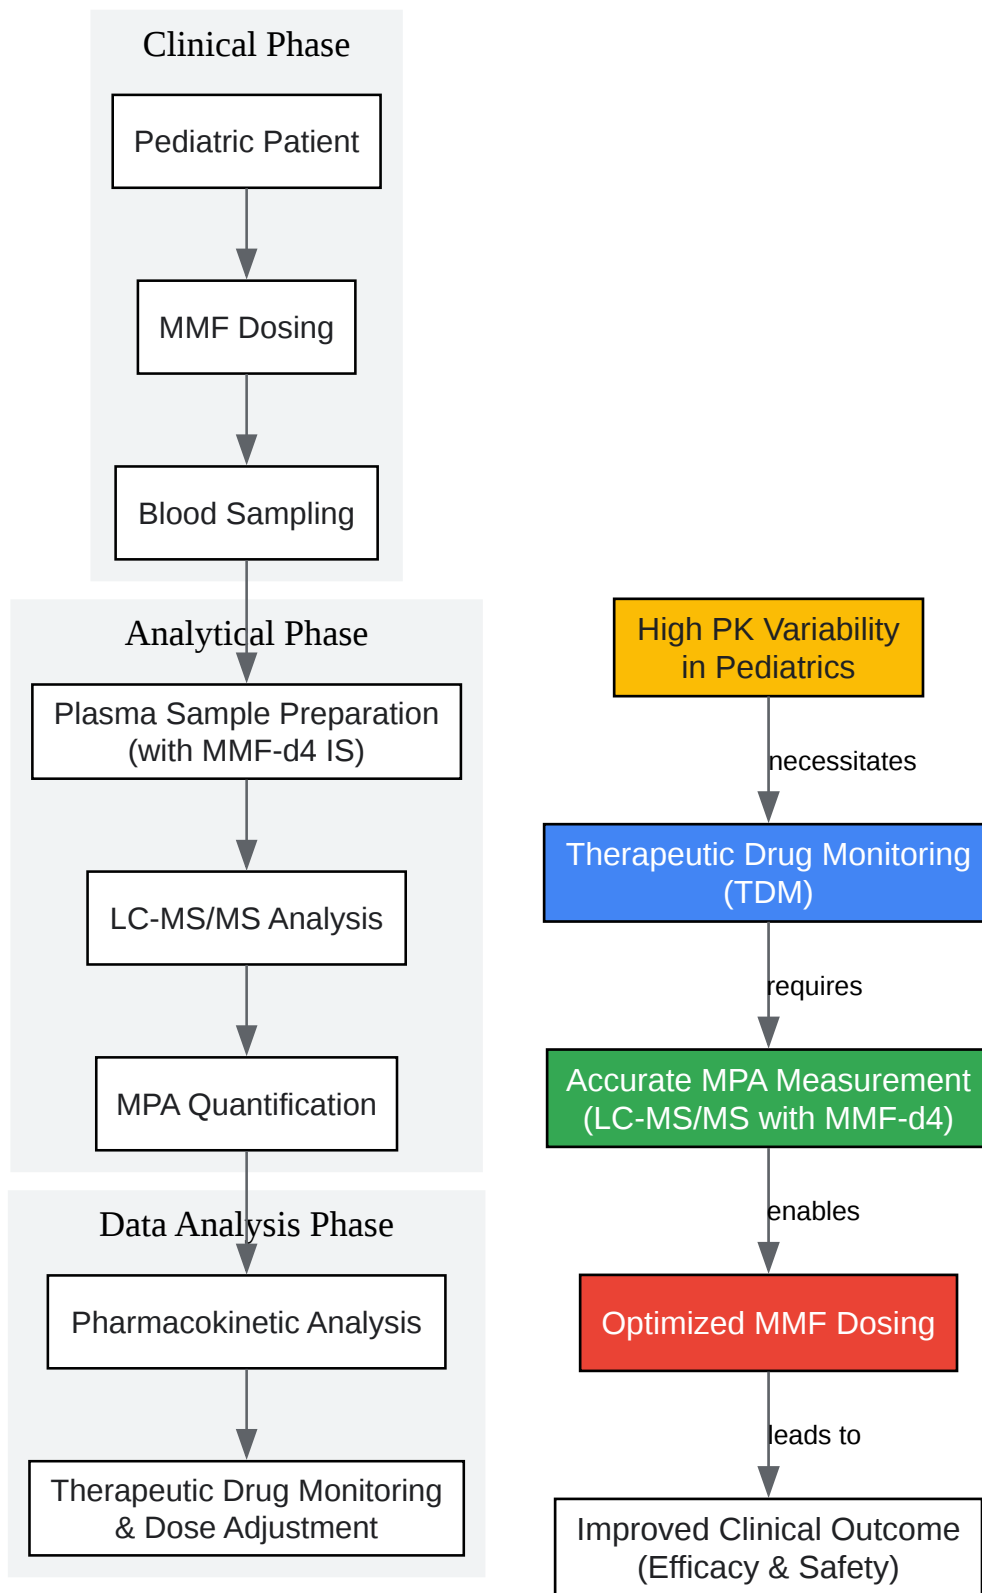 Clinical Phase
Pediatric Patient
MMF Dosing
Blood Sampling
Analytical Phase
Plasma Sample Preparation
(with MMF-d4 IS)
LC-MS/MS Analysis
MPA Quantification
Data Analysis Phase
Pharmacokinetic Analysis
Therapeutic Drug Monitoring
& Dose Adjustment
High PK Variability
in Pediatrics
necessitates
Therapeutic Drug Monitoring
(TDM)
requires
Accurate MPA Measurement
(LC-MS/MS with MMF-d4)
enables
Optimized MMF Dosing
leads to
Improved Clinical Outcome
(Efficacy & Safety)